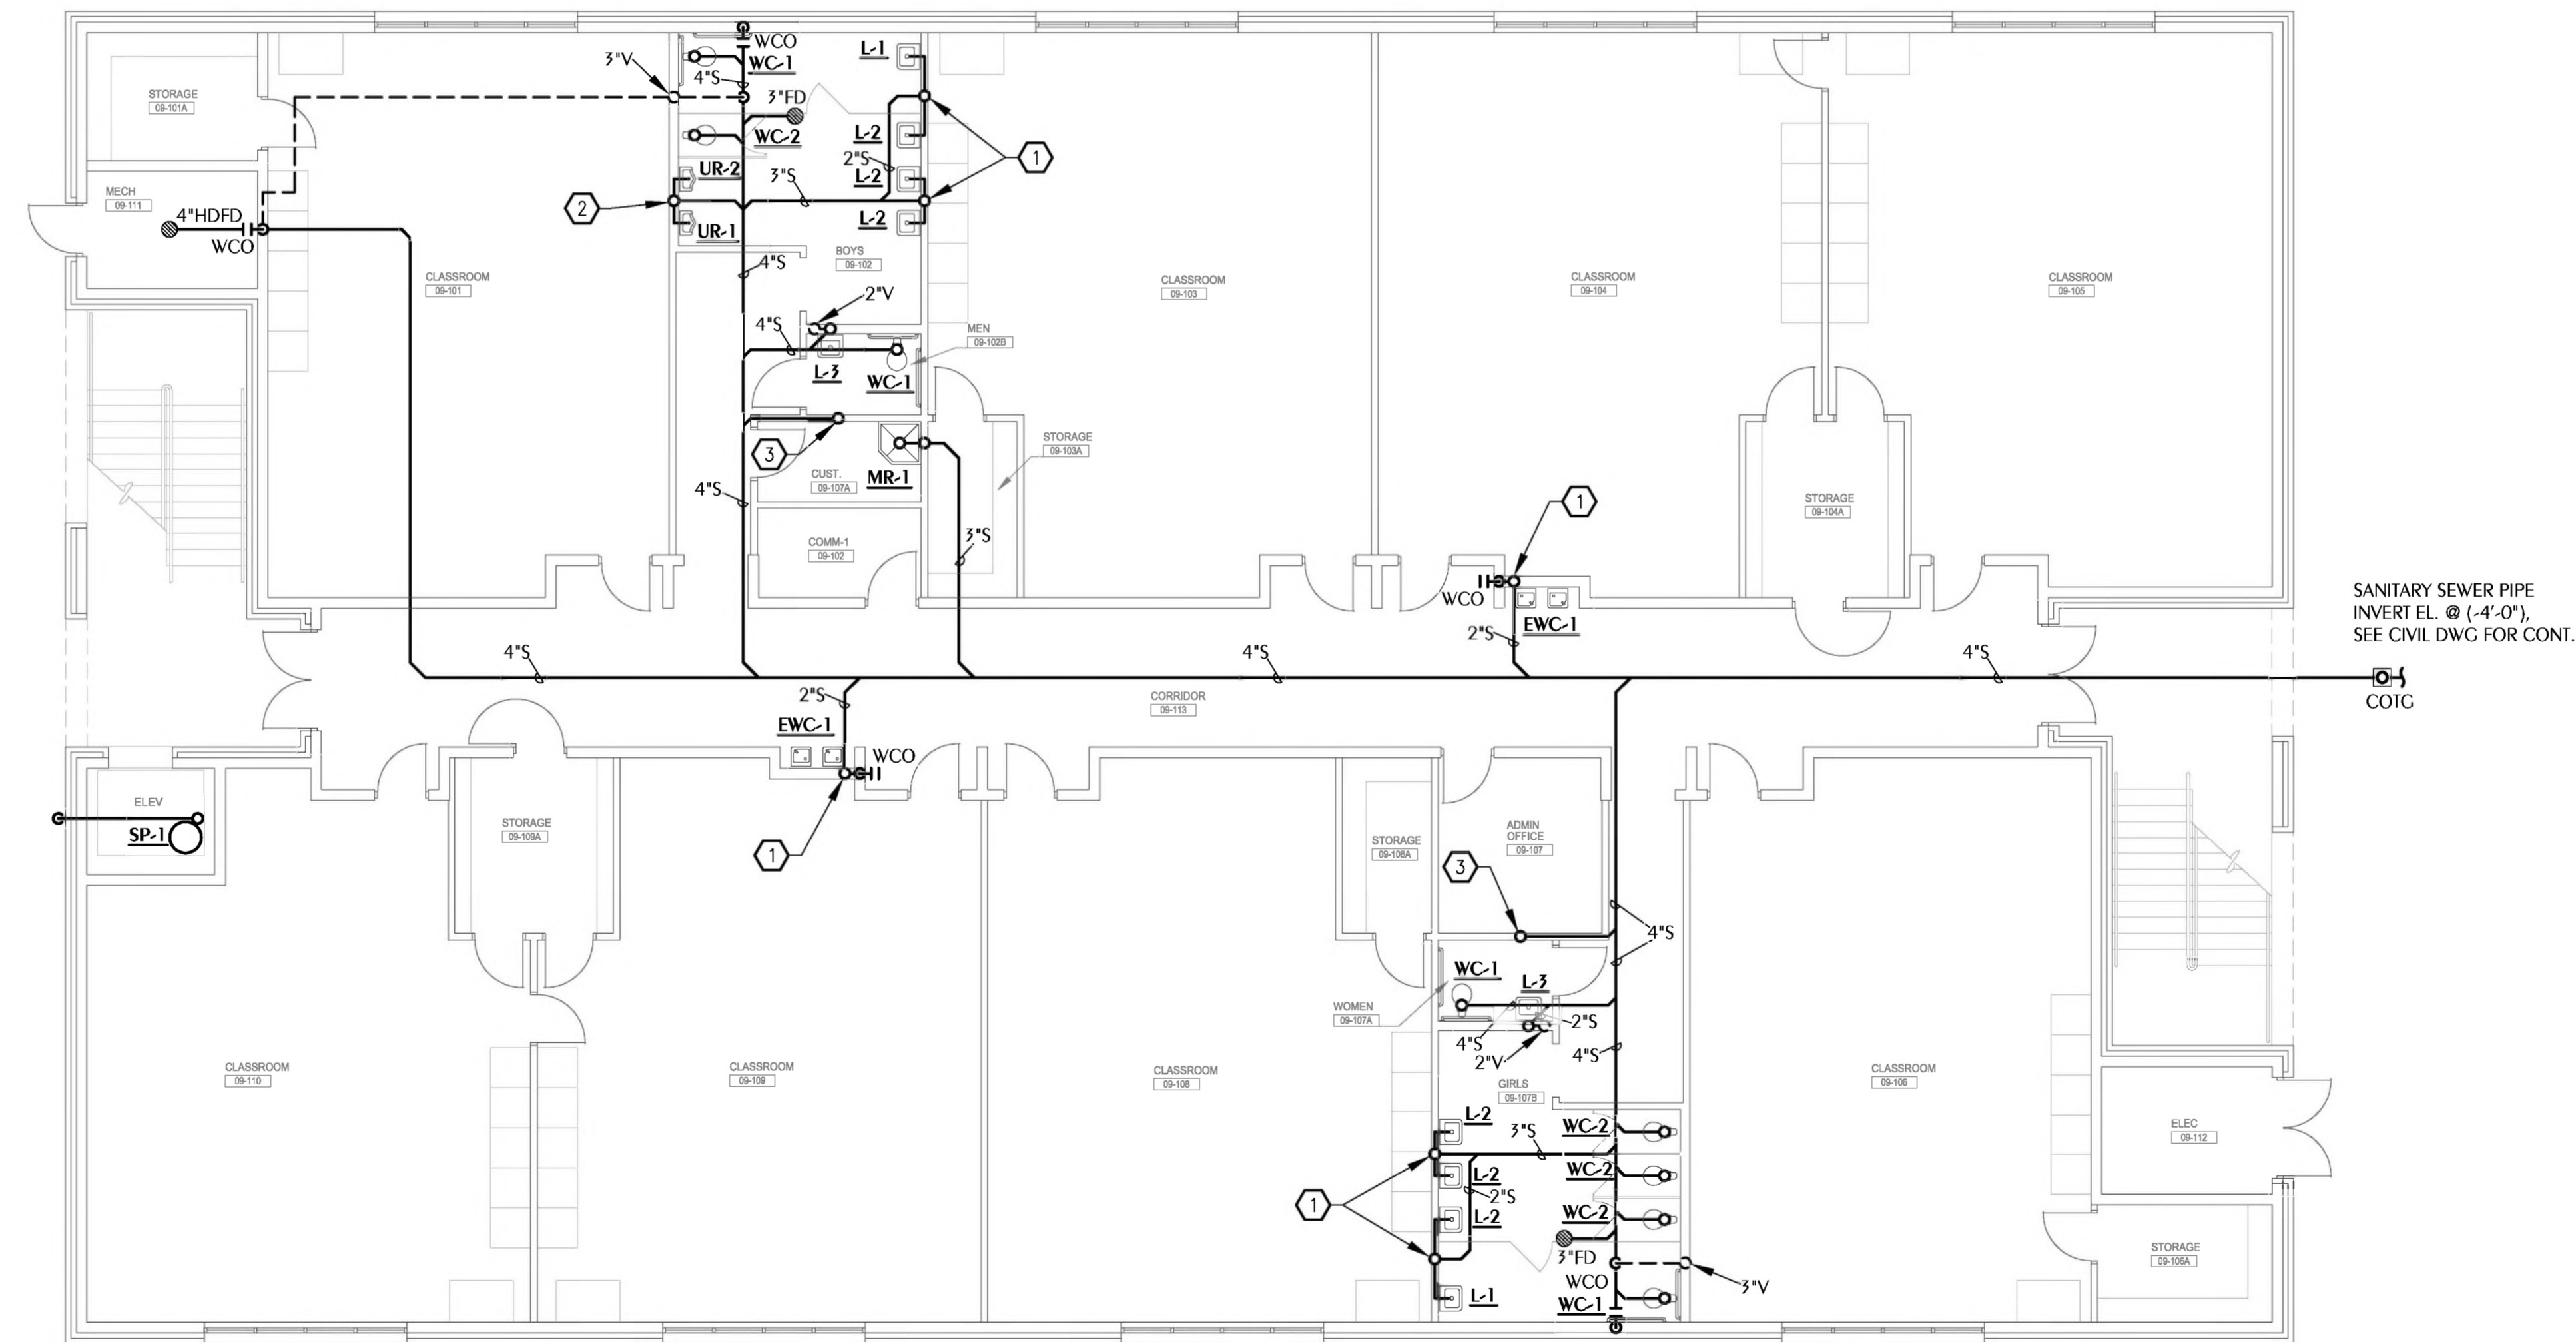 WCO
L-1
3"V
WC-1
4"S
STORAGE
09-101A
3"FD
WC-2
L-2
1
2"S
UR-2
3"S
L-2
MECH
09-111
2
4"HDFD
WCO
UR-1
L-2
BOYS
09-102
4"S
CLASSROOM
09-101
CLASSROOM
09-103
CLASSROOM
09-104
CLASSROOM
09-105
2"V
4"S
MEN
09-102B
L-3
WC-1
STORAGE
09-103A
3
CUST.
09-107A
MR-1
4"S
1
STORAGE
09-104A
COMM-1
09-102
3"S
WCO
EWC-1
2"S
SANITARY SEWER PIPE
INVERT EL. @ (-4'-0"),
SEE CIVIL DWG FOR CONT.
4"S
4"S
4"S
2"S
CORRIDOR
09-113
COTG
EWC-1
WCO
ELEV
SP-1
STORAGE
09-109A
1
STORAGE
09-108A
ADMIN
OFFICE
09-107
3
4"S
WC-1
L-3
WOMEN
09-107A
2"S
4"S
2"V
4"S
CLASSROOM
09-110
CLASSROOM
09-109
CLASSROOM
09-108
GIRLS
09-107B
CLASSROOM
09-106
L-2
3"S
WC-2
ELEC
09-112
L-2
WC-2
2"S
1
L-2
WC-2
3"FD
STORAGE
09-106A
WCO
3"V
L-1
WC-1